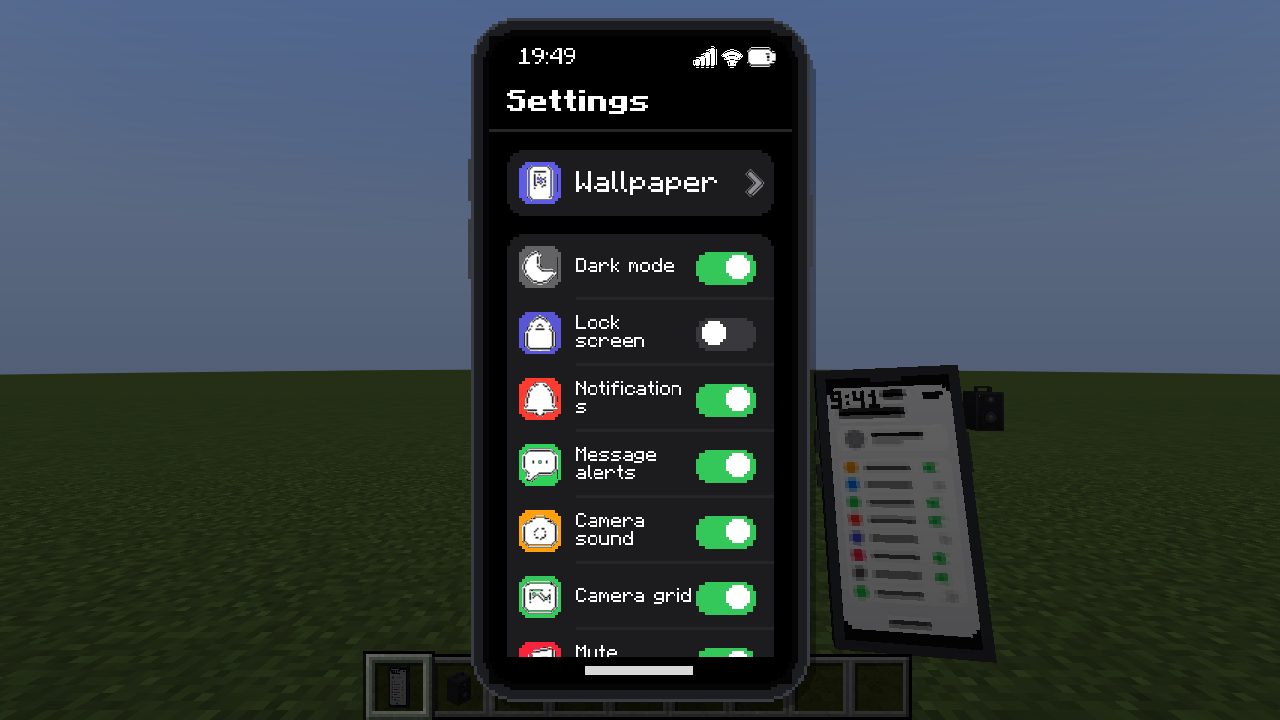 19:49
Settings
Wallpaper
Dark mode
Lock
screen
Notification
s
Message
alerts
Camera
sound
Camera grid
Mute
9:41